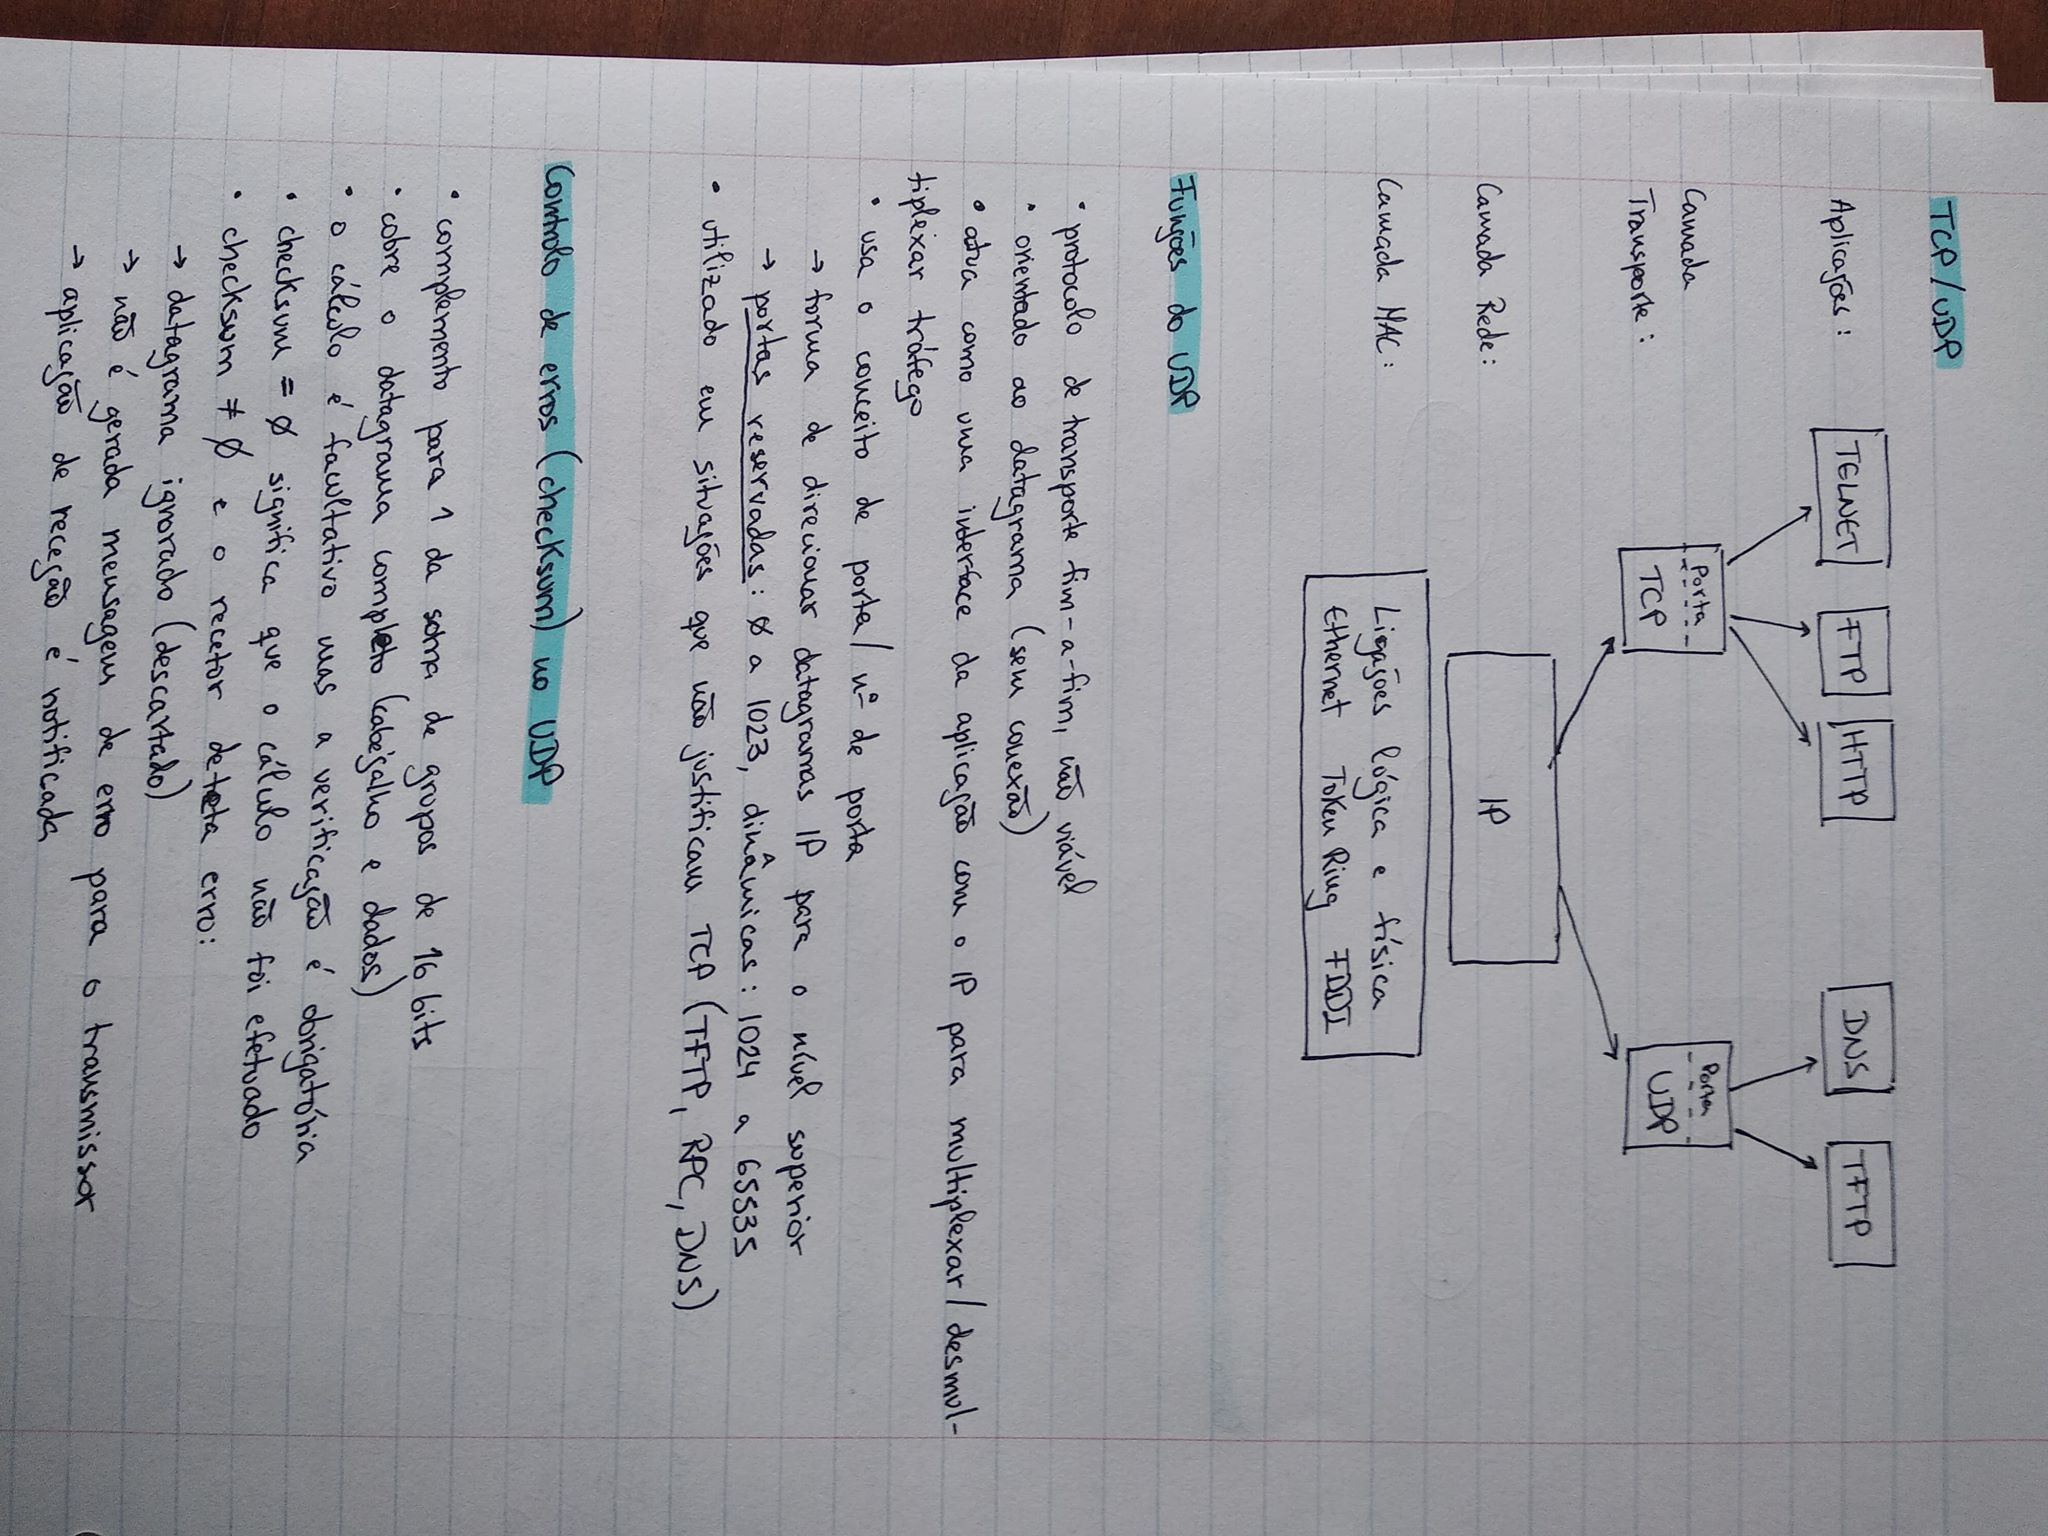 TCP/UDP
Aplicações: TELNET FTP HTTP DNS TFTP
Camada Porta Porta
Transporte: TCP UDP
Camada Rede: IP
Camada MAC: Ligações lógica e física
Ethernet Token Ring FDDI
Funções do UDP
• protocolo de transporte fim-a-fim, não viável
• orientado ao datagrama (sem conexão)
• atua como uma interface da aplicação com o IP para multiplexar/desmul-
tiplexar tráfego
• usa o conceito de porta/ nº de porta
→ forma de direcionar datagramas IP para o nível superior
→ portas reservadas: 0 a 1023, dinâmicas: 1024 a 65535
• utilizado em situações que não justificam TCP (TFTP, RPC, DNS)
Controlo de erros (checksum) no UDP
• complemento para 1 da soma de grupos de 16 bits
• cobre o datagrama completo (cabeçalho e dados)
• o cálculo é facultativo mas a verificação é obrigatória
• checksum = 0 significa que o cálculo não foi efetuado
• checksum ≠ 0 e o recetor deteta erro:
→ datagrama ignorado (descartado)
→ não é gerada mensagem de erro para o transmissor
→ aplicação de receção é notificada